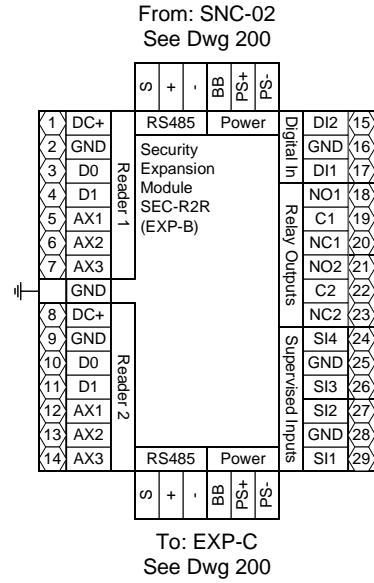 From: SNC-02
See Dwg 200
S + - BB PS+ PS-
RS485 Power
1 DC+
2 GND
3 D0
4 D1
5 AX1
6 AX2
7 AX3
Reader 1
GND
8 DC+
9 GND
10 D0
11 D1
12 AX1
13 AX2
14 AX3
Reader 2
Security
Expansion
Module
SEC-R2R
(EXP-B)
Digital In
DI2 15
GND 16
DI1 17
Relay Outputs
NO1 18
C1 19
NC1 20
NO2 21
C2 22
NC2 23
Supervised Inputs
SI4 24
GND 25
SI3 26
SI2 27
GND 28
SI1 29
RS485 Power
S + - BB PS+ PS-
To: EXP-C
See Dwg 200